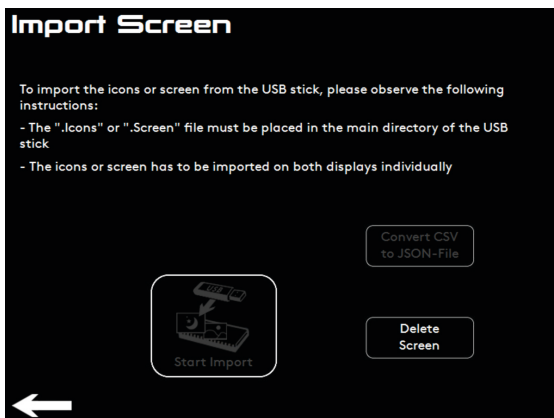 Import Screen
To import the icons or screen from the USB stick, please observe the following
instructions:
- The ".Icons" or ".Screen" file must be placed in the main directory of the USB
stick
- The icons or screen has to be imported on both displays individually
Convert CSV
to JSON-File
USB
Start Import
Delete
Screen